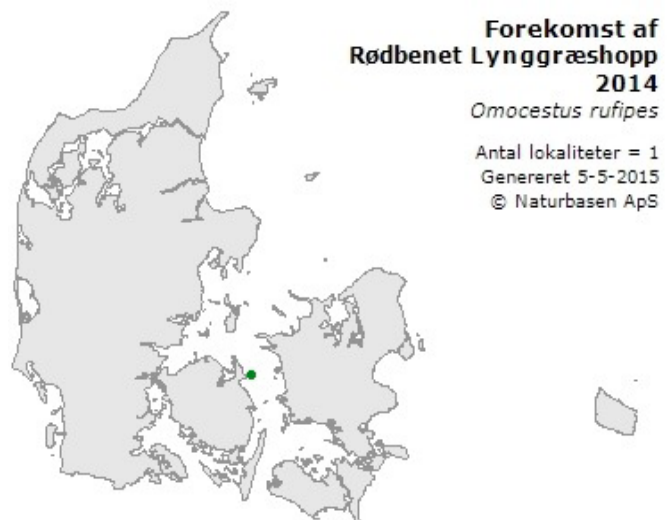 Forekomst af
Rødbenet Lynggræshopp
2014
Omocestus rufipes
Antal lokaliteter = 1
Genereret 5-5-2015
© Naturbasen ApS